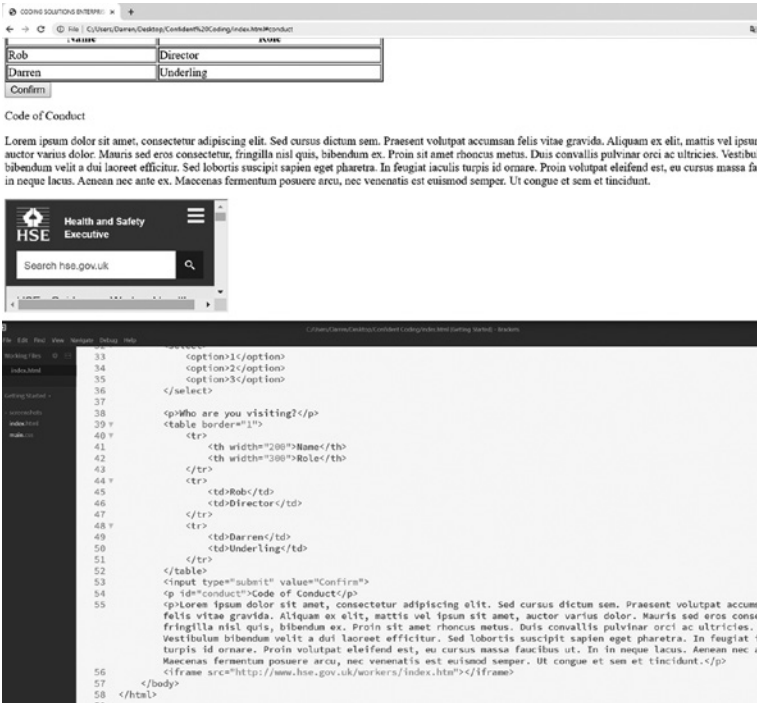 CODING SOLUTIONS ENTERPRIS
File C:/Users/Darren/Desktop/Confident%20Coding/index.html#conduct
Name Role
Rob Director
Darren Underling
Confirm
Code of Conduct
Lorem ipsum dolor sit amet, consectetur adipiscing elit. Sed cursus dictum sem. Praesent volutpat accumsan felis vitae gravida. Aliquam ex elit, mattis vel ipsum
auctor varius dolor. Mauris sed eros consectetur, fringilla nisl quis, bibendum ex. Proin sit amet rhoncus metus. Duis convallis pulvinar orci ac ultricies. Vestibu
bibendum velit a dui laoreet efficitur. Sed lobortis suscipit sapien eget pharetra. In feugiat iaculis turpis id ornare. Proin volutpat eleifend est, eu cursus massa fa
in neque lacus. Aenean nec ante ex. Maecenas fermentum posuere arcu, nec venenatis est euismod semper. Ut congue et sem et tincidunt.
HSE Health and Safety
Executive
Search hse.gov.uk
C:/Users/Darren/Desktop/Confident Coding/index.html (Getting Started) - Brackets
File Edit Find View Navigate Debug Help
Working Files
index.html
Getting Started
screenshots
index.html
main.css
32 <select>
33 <option>1</option>
34 <option>2</option>
35 <option>3</option>
36 </select>
37
38 <p>Who are you visiting?</p>
39 <table border="1">
40 <tr>
41 <th width="200">Name</th>
42 <th width="300">Role</th>
43 </tr>
44 <tr>
45 <td>Rob</td>
46 <td>Director</td>
47 </tr>
48 <tr>
49 <td>Darren</td>
50 <td>Underling</td>
51 </tr>
52 </table>
53 <input type="submit" value="Confirm">
54 <p id="conduct">Code of Conduct</p>
55 <p>Lorem ipsum dolor sit amet, consectetur adipiscing elit. Sed cursus dictum sem. Praesent volutpat accums
felis vitae gravida. Aliquam ex elit, mattis vel ipsum sit amet, auctor varius dolor. Mauris sed eros conse
fringilla nisl quis, bibendum ex. Proin sit amet rhoncus metus. Duis convallis pulvinar orci ac ultricies.
Vestibulum bibendum velit a dui laoreet efficitur. Sed lobortis suscipit sapien eget pharetra. In feugiat i
turpis id ornare. Proin volutpat eleifend est, eu cursus massa faucibus ut. In in neque lacus. Aenean nec a
Maecenas fermentum posuere arcu, nec venenatis est euismod semper. Ut congue et sem et tincidunt.</p>
56 <iframe src="http://www.hse.gov.uk/workers/index.htm"></iframe>
57 </body>
58 </html>